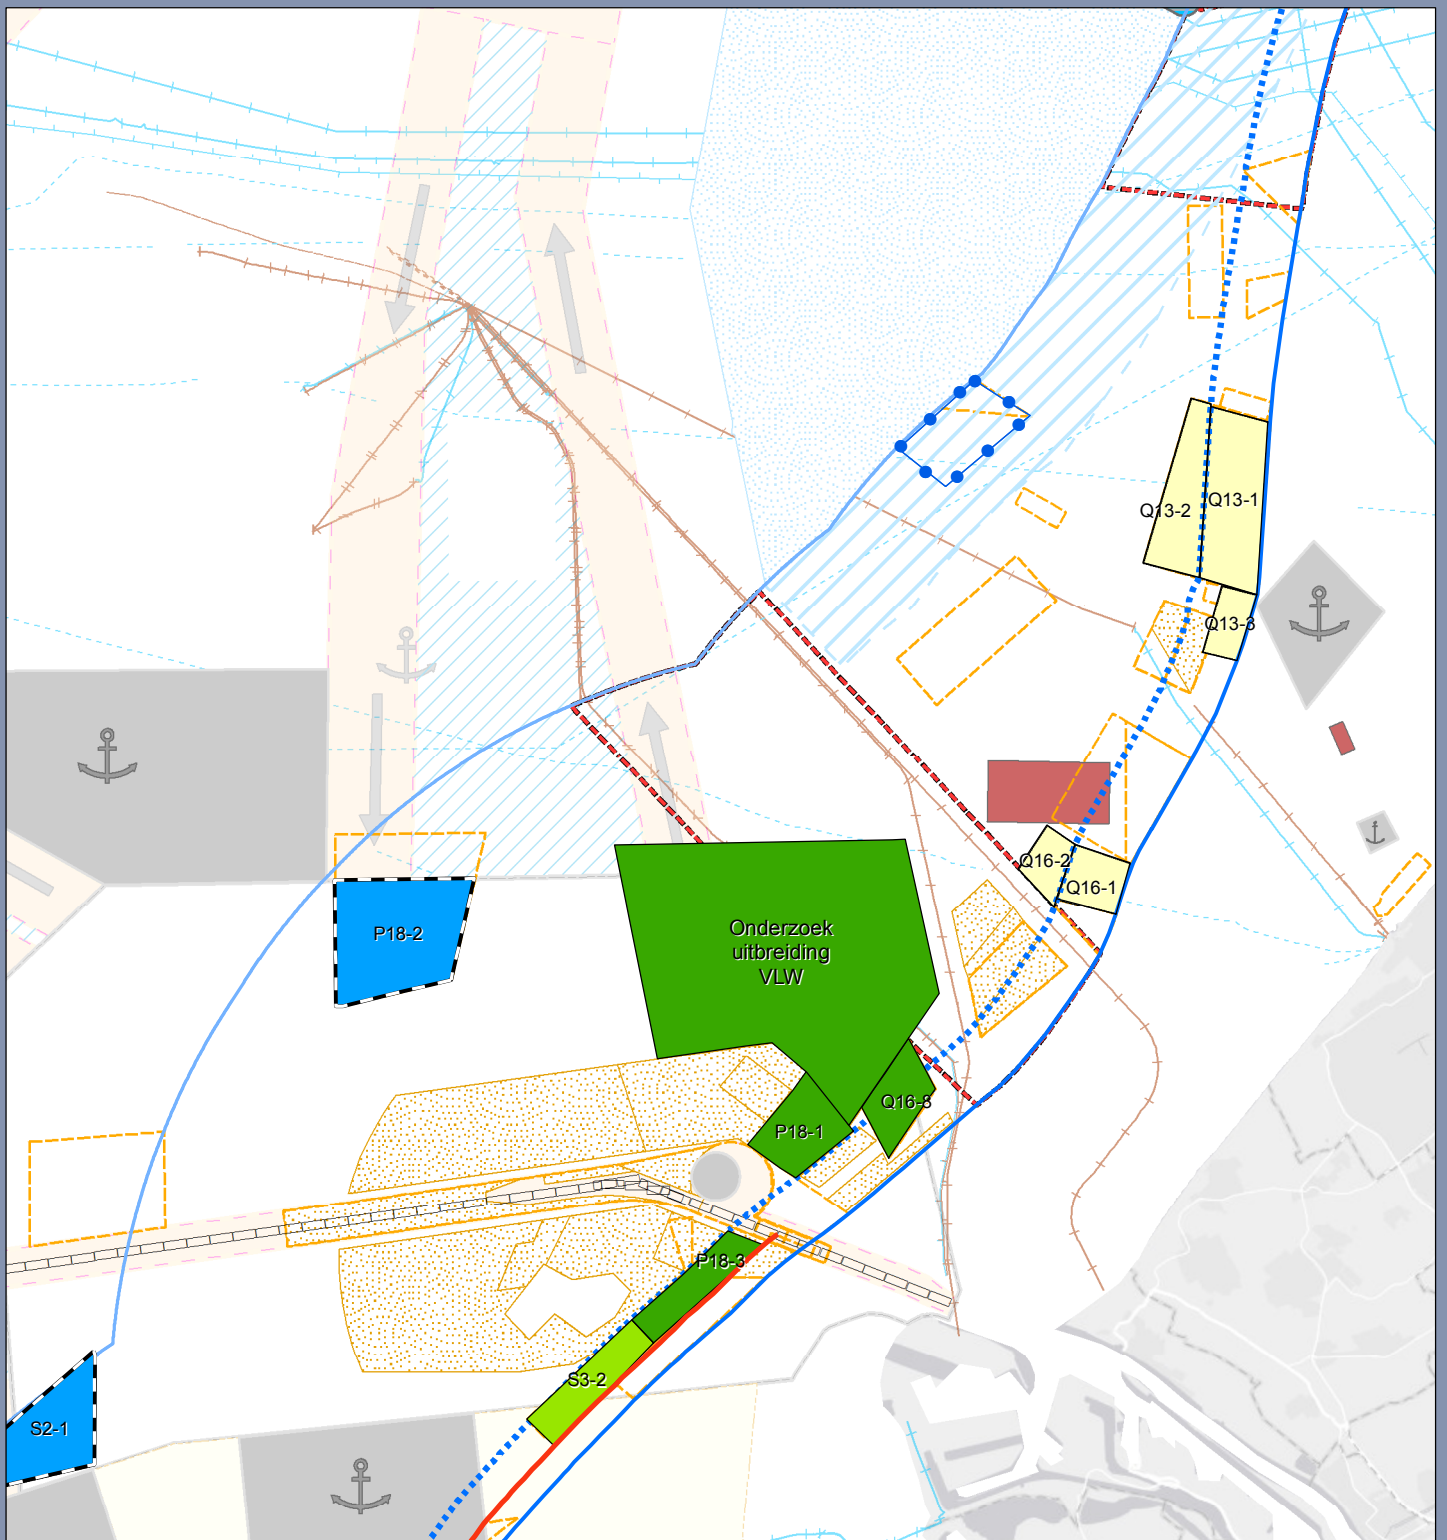 Q13-1
Q13-2
Q13-3
Q16-2
Q16-1
Onderzoek
uitbreiding
VLW
P18-2
Q16-8
P18-1
P18-3
S3-2
S2-1